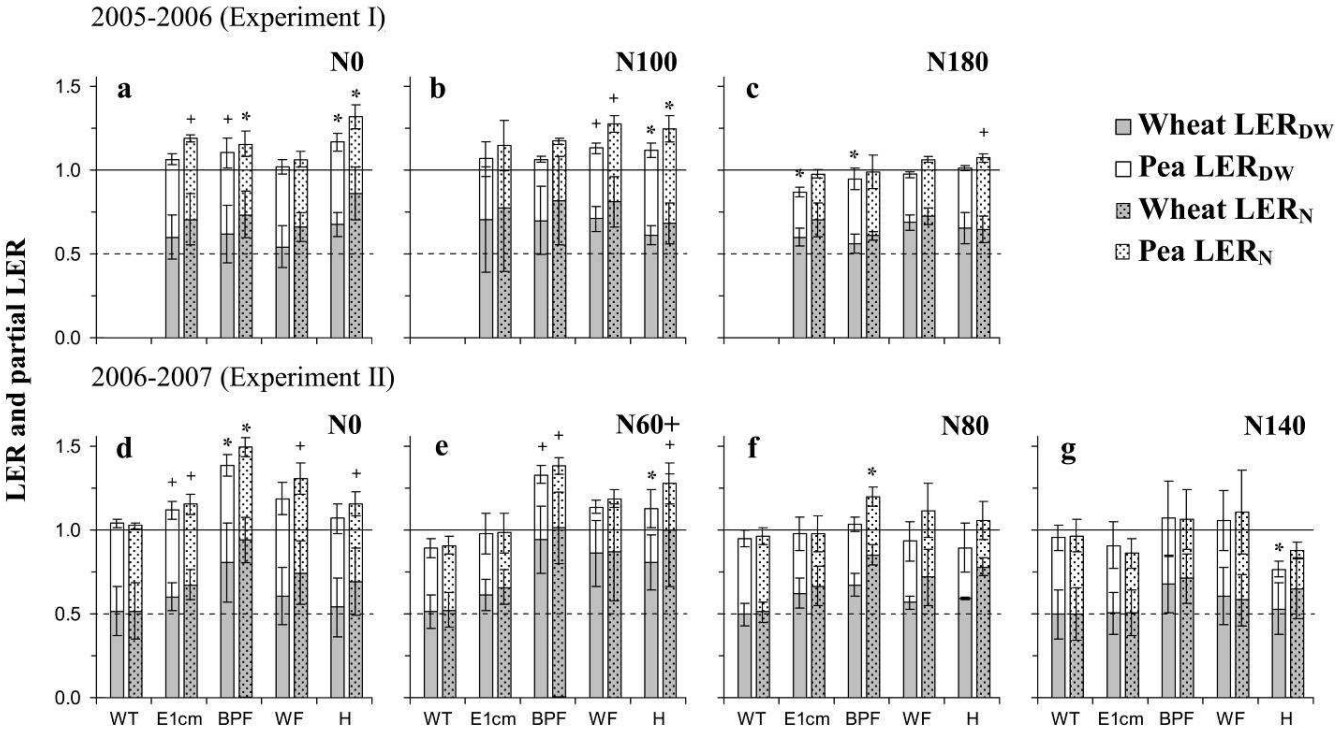 2005-2006 (Experiment I)
N0 N100 N180
a b c
+ + * + * * + + * * * * +
1.5
1.0
0.5
0.0
Wheat LER_DW
Pea LER_DW
Wheat LER_N
Pea LER_N
LER and partial LER
2006-2007 (Experiment II)
N0 N60+ N80 N140
d e f g
+ + * * + + + + * + * *
1.5
1.0
0.5
0.0
WT E1cm BPF WF H WT E1cm BPF WF H WT E1cm BPF WF H WT E1cm BPF WF H